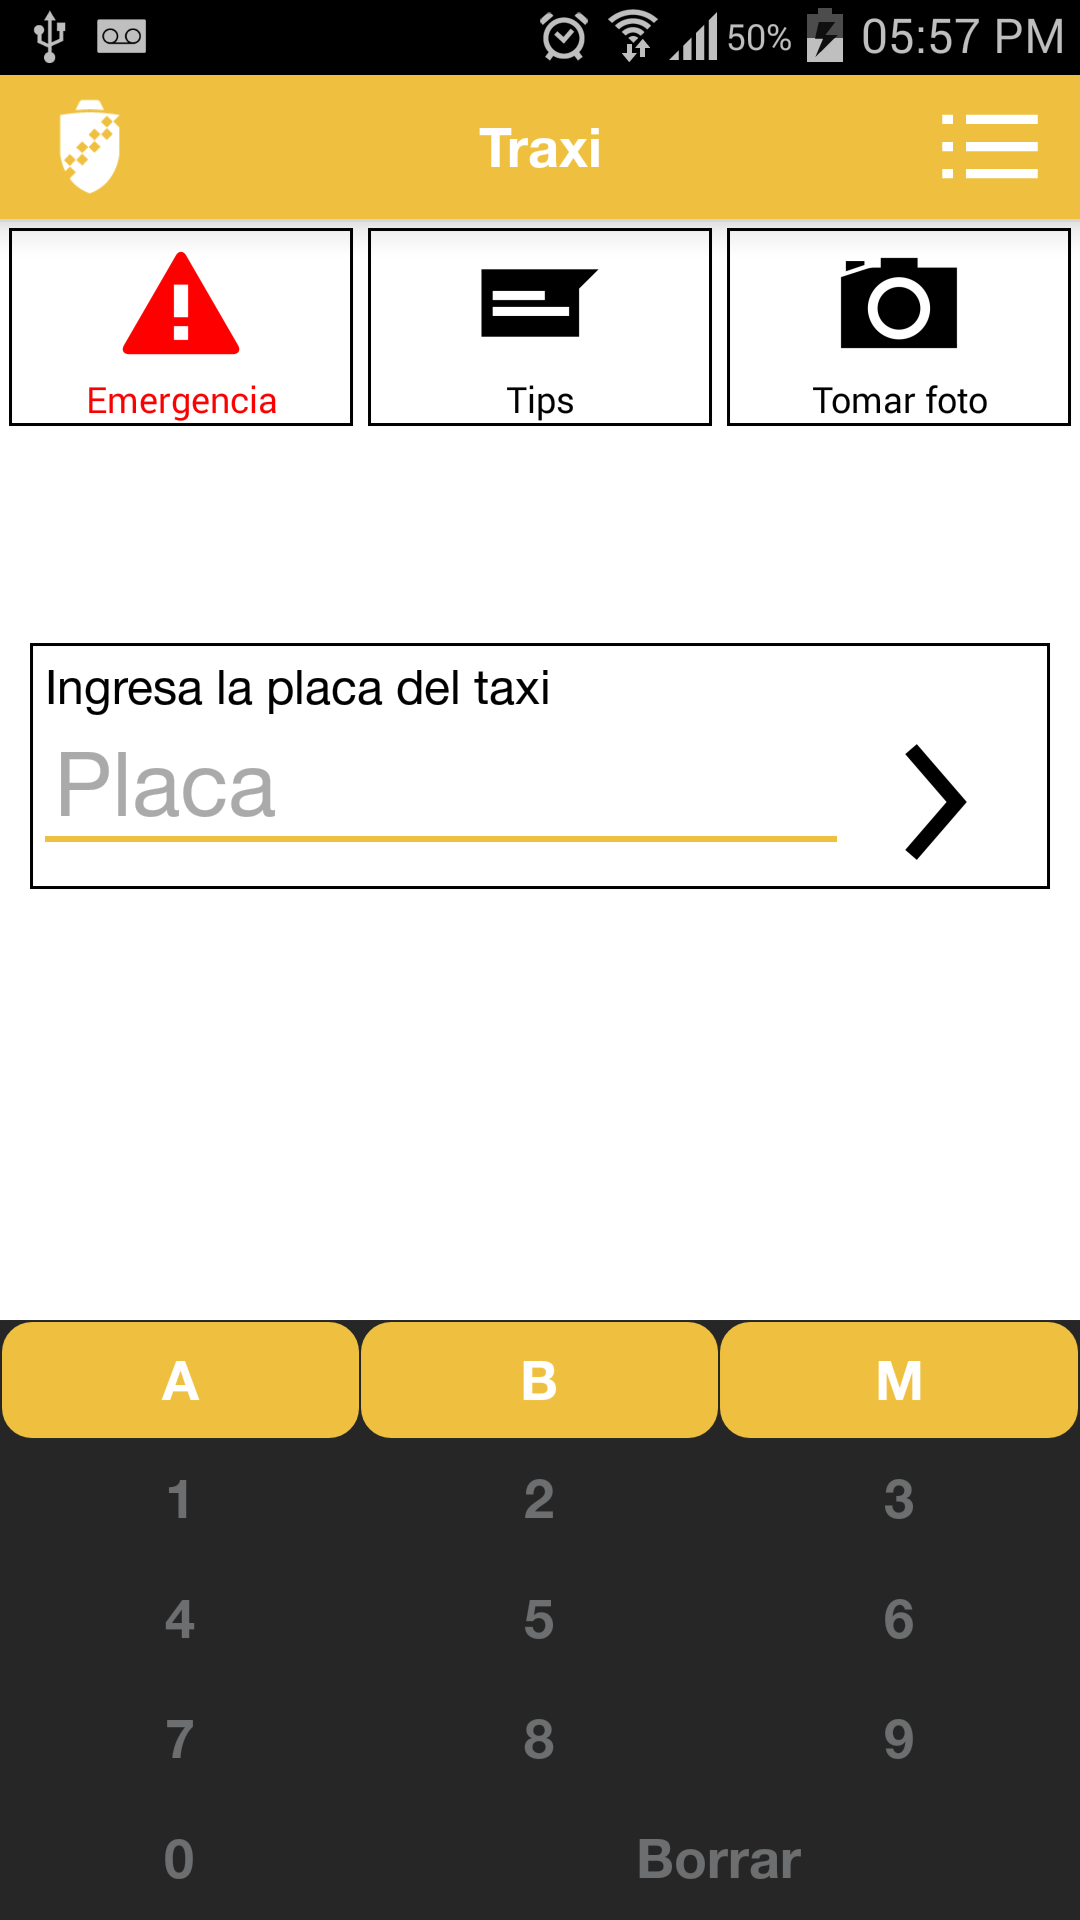 50% 05:57 PM
Traxi
Emergencia Tips Tomar foto
Ingresa la placa del taxi
Placa
A B M
1 2 3
4 5 6
7 8 9
0 Borrar